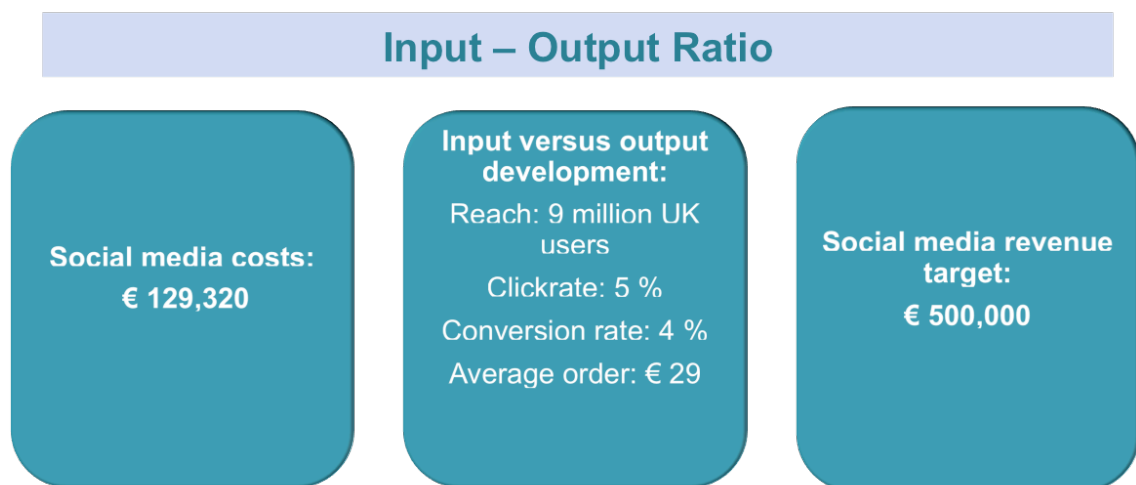 Input – Output Ratio
Social media costs:
€ 129,320
Input versus output
development:
Reach: 9 million UK
users
Clickrate: 5 %
Conversion rate: 4 %
Average order: € 29
Social media revenue
target:
€ 500,000